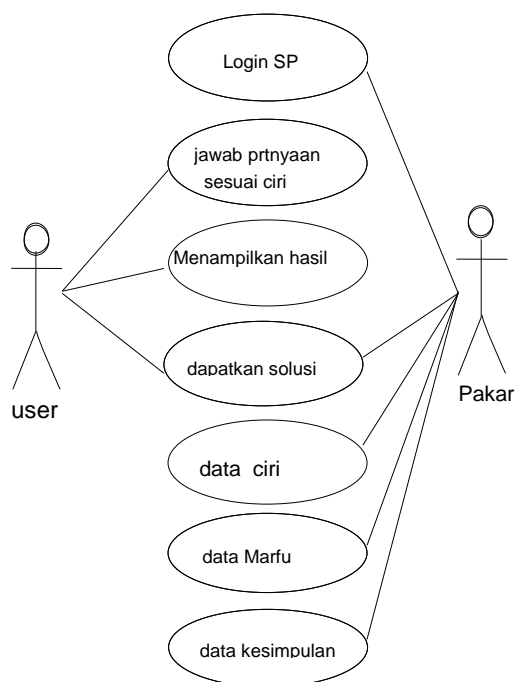 Login SP
jawab prtnyaan
sesuai ciri
Menampilkan hasil
dapatkan solusi
user
Pakar
data ciri
data Marfu
data kesimpulan